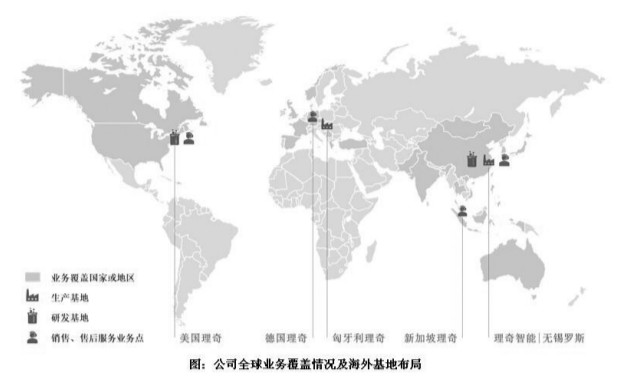 业务覆盖国家或地区
生产基地
研发基地
销售、售后服务业务点
美国理奇
德国理奇
匈牙利理奇
新加坡理奇
理奇智能|无锡罗斯
图：公司全球业务覆盖情况及海外基地布局